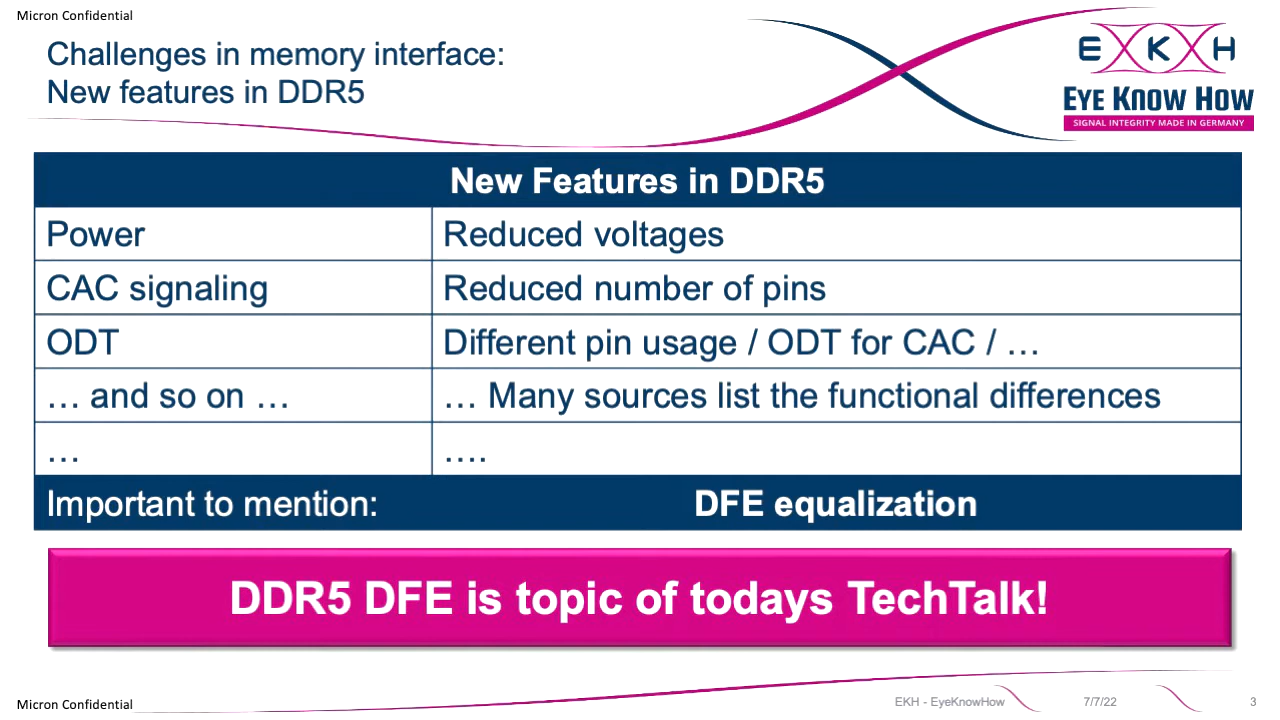 Micron Confidential
Challenges in memory interface:
New features in DDR5
E K H
EYE KNOW HOW
SIGNAL INTEGRITY MADE IN GERMANY
New Features in DDR5
Power Reduced voltages
CAC signaling Reduced number of pins
ODT Different pin usage / ODT for CAC / …
… and so on … … Many sources list the functional differences
… ….
Important to mention: DFE equalization
DDR5 DFE is topic of todays TechTalk!
Micron Confidential EKH - EyeKnowHow 7/7/22 3